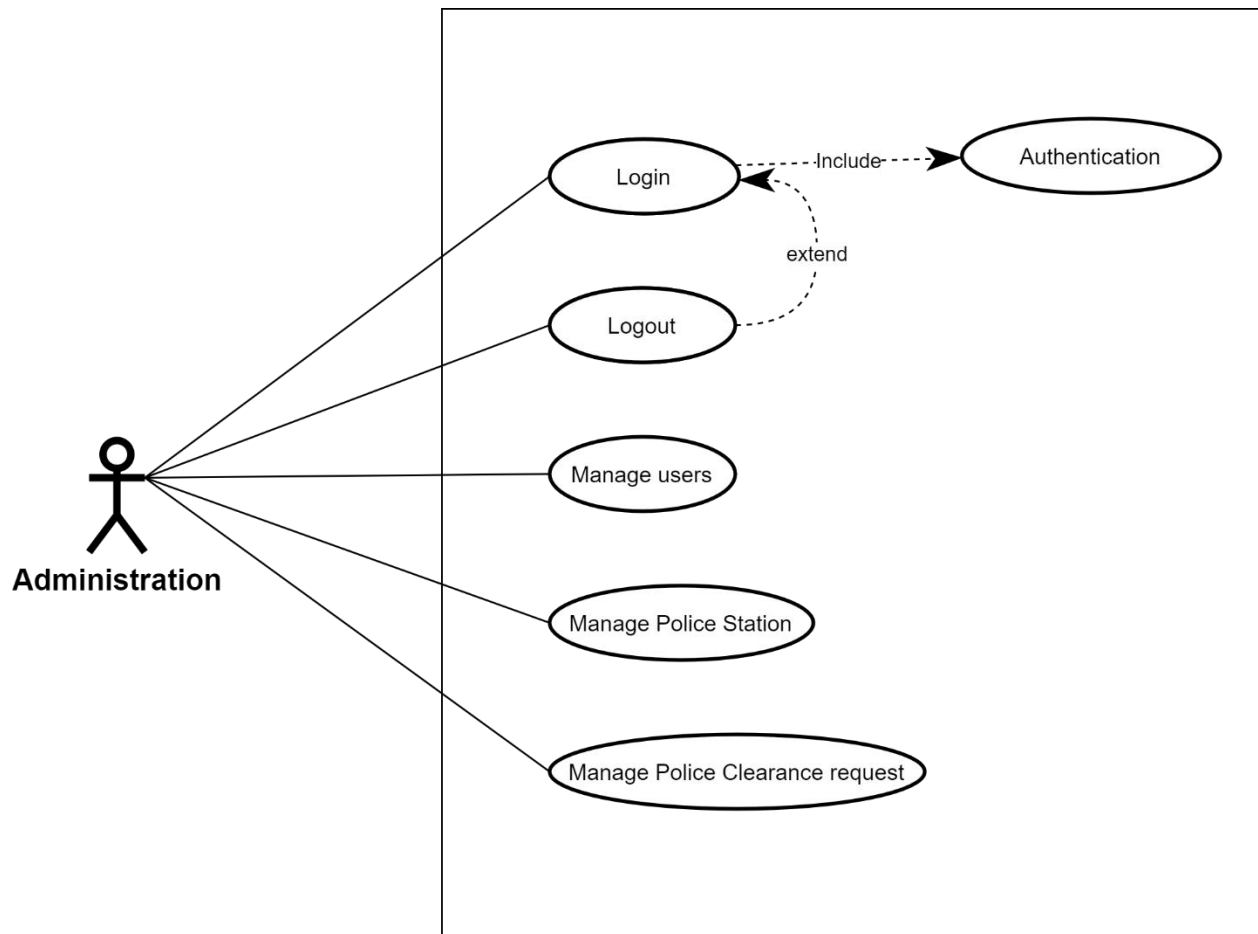 Login
Include
Authentication
extend
Logout
Manage users
Administration
Manage Police Station
Manage Police Clearance request